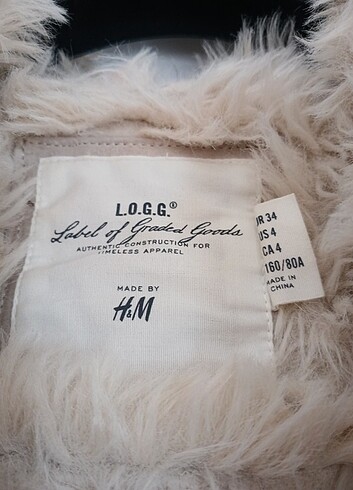 L.O.G.G.®
Label of Graded Goods
AUTHENTIC CONSTRUCTION FOR
TIMELESS APPAREL
MADE BY
H&M
R 34
US 4
CA 4
160/80A
MADE IN
CHINA